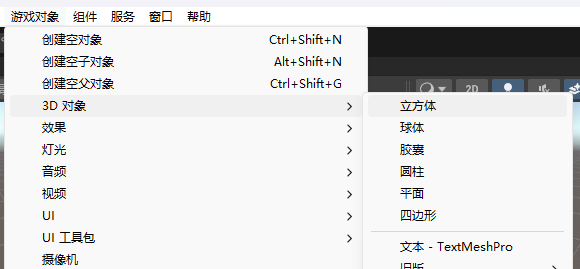 游戏对象 组件 服务 窗口 帮助
创建空对象 Ctrl+Shift+N
创建空子对象 Alt+Shift+N
创建空父对象 Ctrl+Shift+G
2D
3D 对象
立方体
效果
球体
灯光
胶囊
音频
圆柱
视频
平面
UI
四边形
UI 工具包
文本 - TextMeshPro
摄像机
旧版